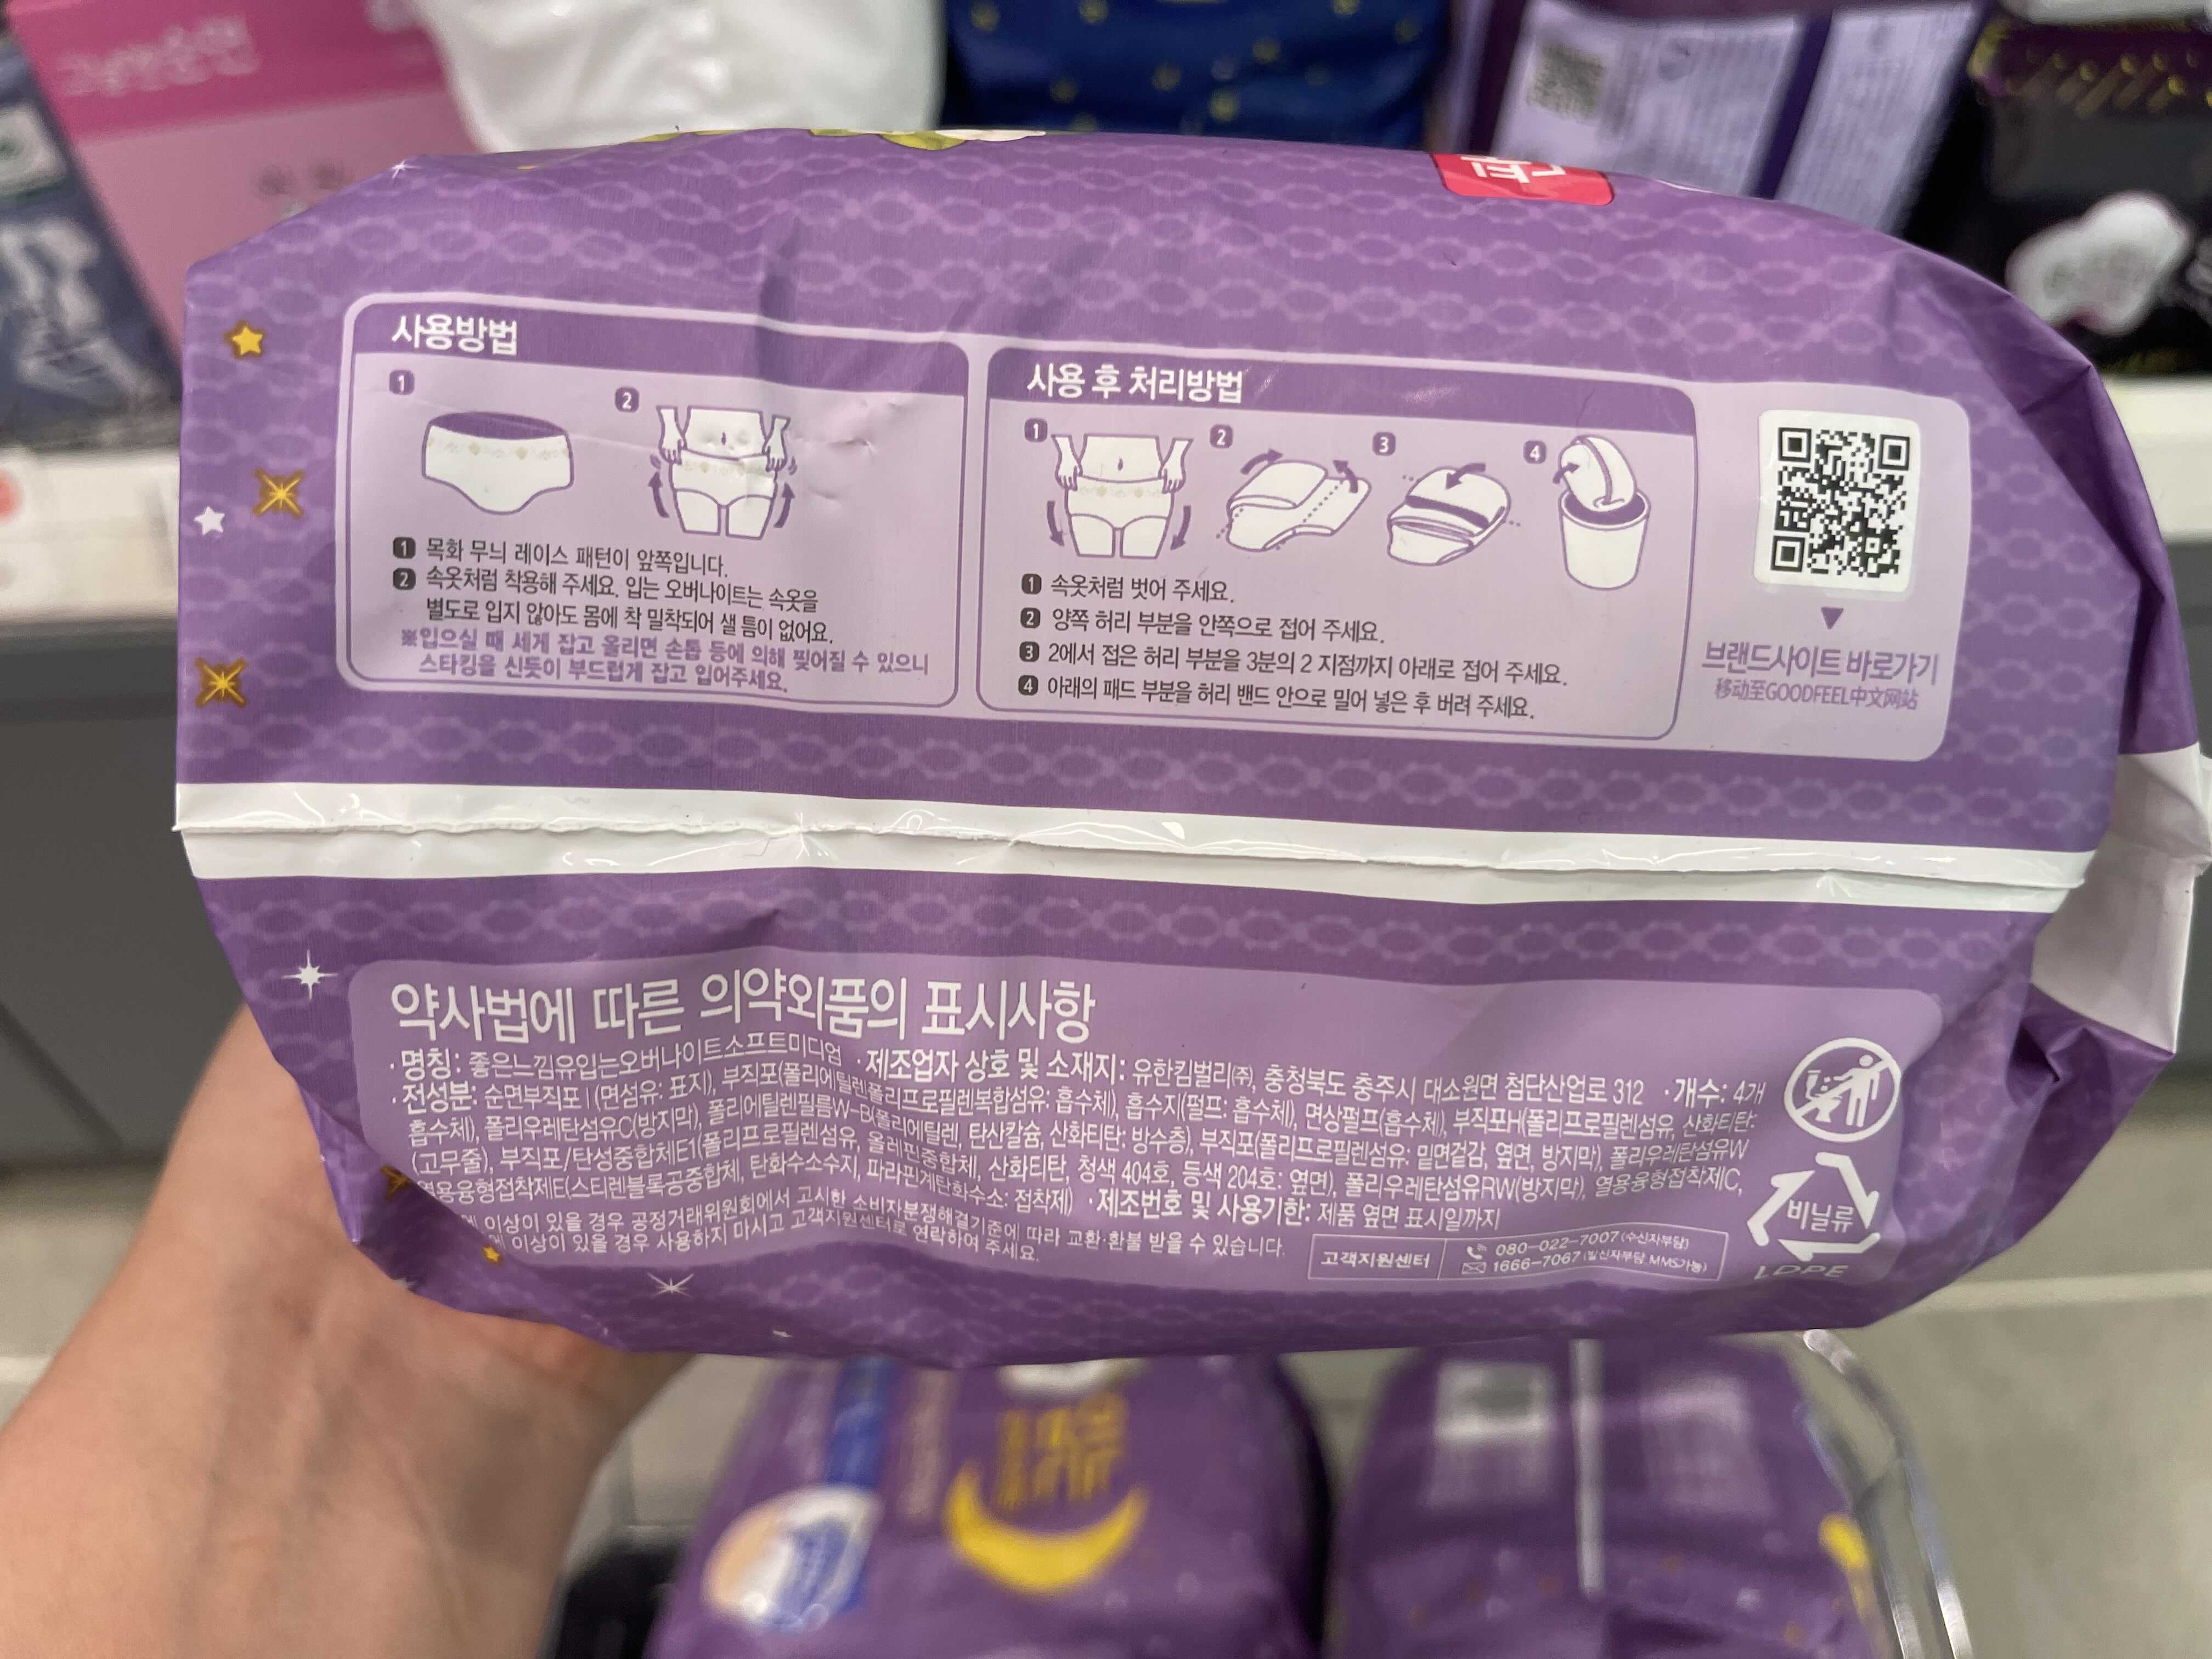 사용방법
1
2
1 목화 무늬 레이스 패턴이 앞쪽입니다.
2 속옷처럼 착용해 주세요. 입는 오버나이트는 속옷을
별도로 입지 않아도 몸에 착 밀착되어 샐 틈이 없어요.
※입으실 때 세게 잡고 올리면 손톱 등에 의해 찢어질 수 있으니
스타킹을 신듯이 부드럽게 잡고 입어주세요.
사용 후 처리방법
1
2
3
4
1 속옷처럼 벗어 주세요.
2 양쪽 허리 부분을 안쪽으로 접어 주세요.
3 2에서 접은 허리 부분을 3분의 2 지점까지 아래로 접어 주세요.
4 아래의 패드 부분을 허리 밴드 안으로 밀어 넣은 후 버려 주세요.
브랜드사이트 바로가기
移动至GOODFEEL中文网站
약사법에 따른 의약외품의 표시사항
· 명칭: 좋은느낌유입는오버나이트소프트미디엄 · 제조업자 상호 및 소재지: 유한킴벌리㈜, 충청북도 충주시 대소원면 첨단산업로 312 · 개수: 4개
· 전성분: 순면부직포 I (면섬유: 표지), 부직포(폴리에틸렌폴리프로필렌복합섬유: 흡수체), 흡수지(펄프: 흡수체), 면상펄프(흡수체), 부직포H(폴리프로필렌섬유, 산화티탄:
흡수체), 폴리우레탄섬유C(방지막), 폴리에틸렌필름W-B(폴리에틸렌, 탄산칼슘, 산화티탄: 방수층), 부직포(폴리프로필렌섬유: 밑면겉감, 옆면, 방지막), 폴리우레탄섬유W
(고무줄), 부직포/탄성중합체E1(폴리프로필렌섬유, 올레핀중합체, 산화티탄, 청색 404호, 등색 204호: 옆면), 폴리우레탄섬유RW(방지막), 열용융형접착제C,
열용융형접착제E(스티렌블록공중합체, 탄화수소수지, 파라핀계탄화수소: 접착제) · 제조번호 및 사용기한: 제품 옆면 표시일까지
이상이 있을 경우 공정거래위원회에서 고시한 소비자분쟁해결기준에 따라 교환·환불 받을 수 있습니다.
이상이 있을 경우 사용하지 마시고 고객지원센터로 연락하여 주세요.
고객지원센터
080-022-7007 (수신자부담)
1666-7067 (발신자부담 MMS가능)
비닐류
LDPE